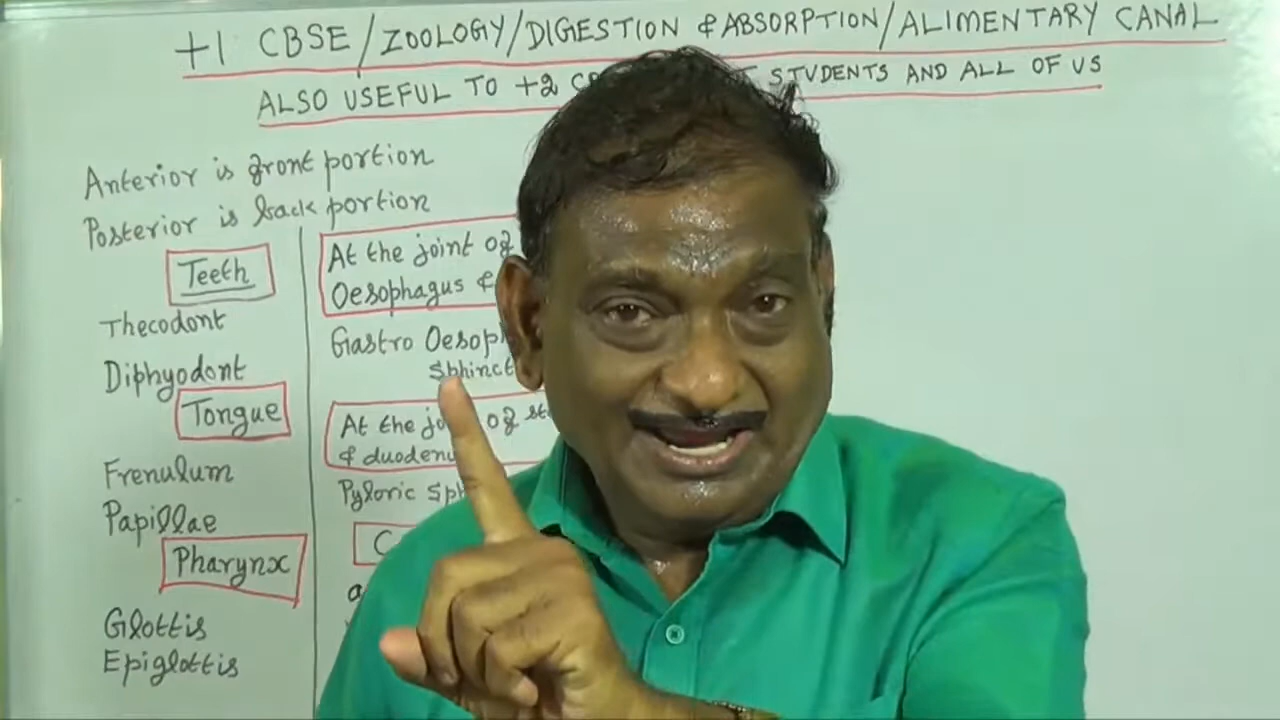 +1 CBSE/ZOOLOGY/DIGESTION & ABSORPTION/ALIMENTARY CANAL
ALSO USEFUL TO +2 STUDENTS AND ALL OF US
Anterior is front portion
Posterior is back portion
Teeth
Thecodont
Diphyodont
Tongue
Frenulum
Papillae
Pharynx
Glottis
Epiglottis
At the joint of
Oesophagus &
Gastro
At the of
&
Pyloric